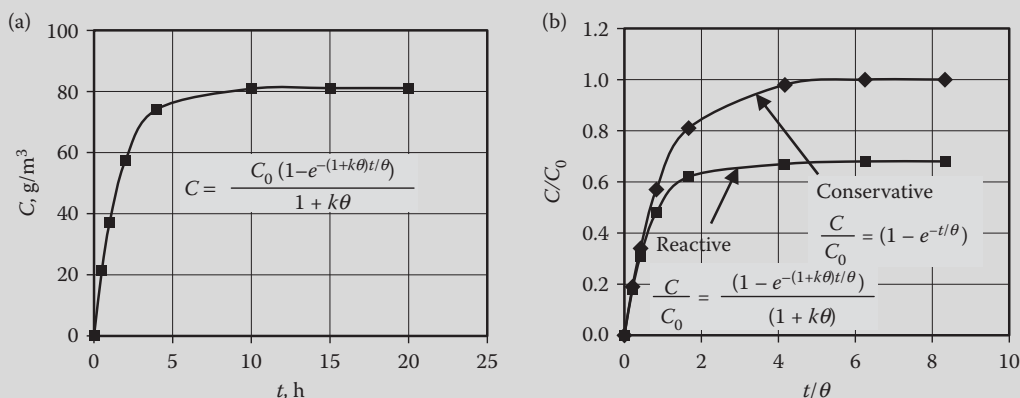 (a)
100
80
60
40
20
0
C, g/m³
C = C₀ (1–e^–(1+kθ)t/θ) / 1 + kθ
0 5 10 15 20 25
t, h
(b)
1.2
1.0
0.8
0.6
0.4
0.2
0.0
C/C₀
Conservative
C/C₀ = (1 – e^–t/θ)
Reactive
C/C₀ = (1 – e^–(1+kθ)t/θ) / (1 + kθ)
0 2 4 6 8 10
t/θ